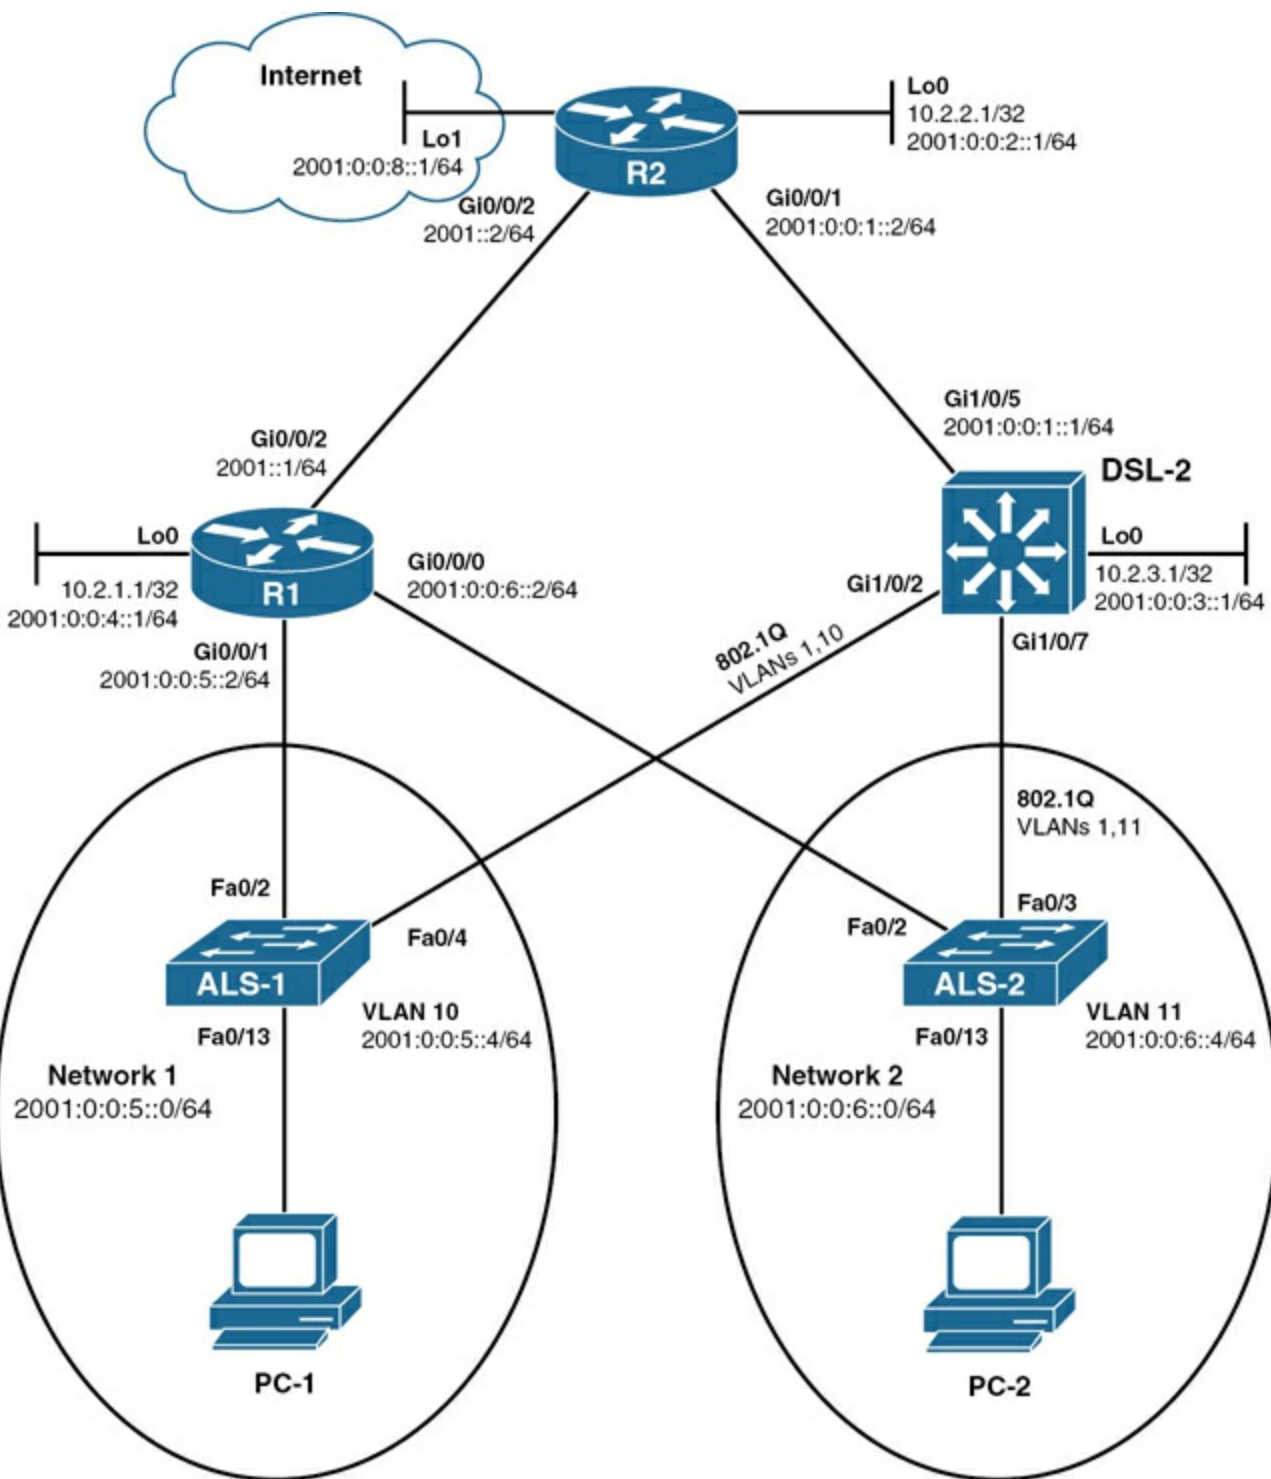 Internet
Lo1
2001:0:0:8::1/64
R2
Lo0
10.2.2.1/32
2001:0:0:2::1/64
Gi0/0/2
2001::2/64
Gi0/0/1
2001:0:0:1::2/64
Gi1/0/5
2001:0:0:1::1/64
DSL-2
Gi0/0/2
2001::1/64
Lo0
10.2.1.1/32
2001:0:0:4::1/64
R1
Gi0/0/0
2001:0:0:6::2/64
Gi0/0/1
2001:0:0:5::2/64
Gi1/0/2
Lo0
10.2.3.1/32
2001:0:0:3::1/64
Gi1/0/7
802.1Q
VLANs 1,10
802.1Q
VLANs 1,11
Fa0/2
Fa0/4
ALS-1
Fa0/13
VLAN 10
2001:0:0:5::4/64
Network 1
2001:0:0:5::0/64
PC-1
Fa0/3
Fa0/2
ALS-2
Fa0/13
VLAN 11
2001:0:0:6::4/64
Network 2
2001:0:0:6::0/64
PC-2